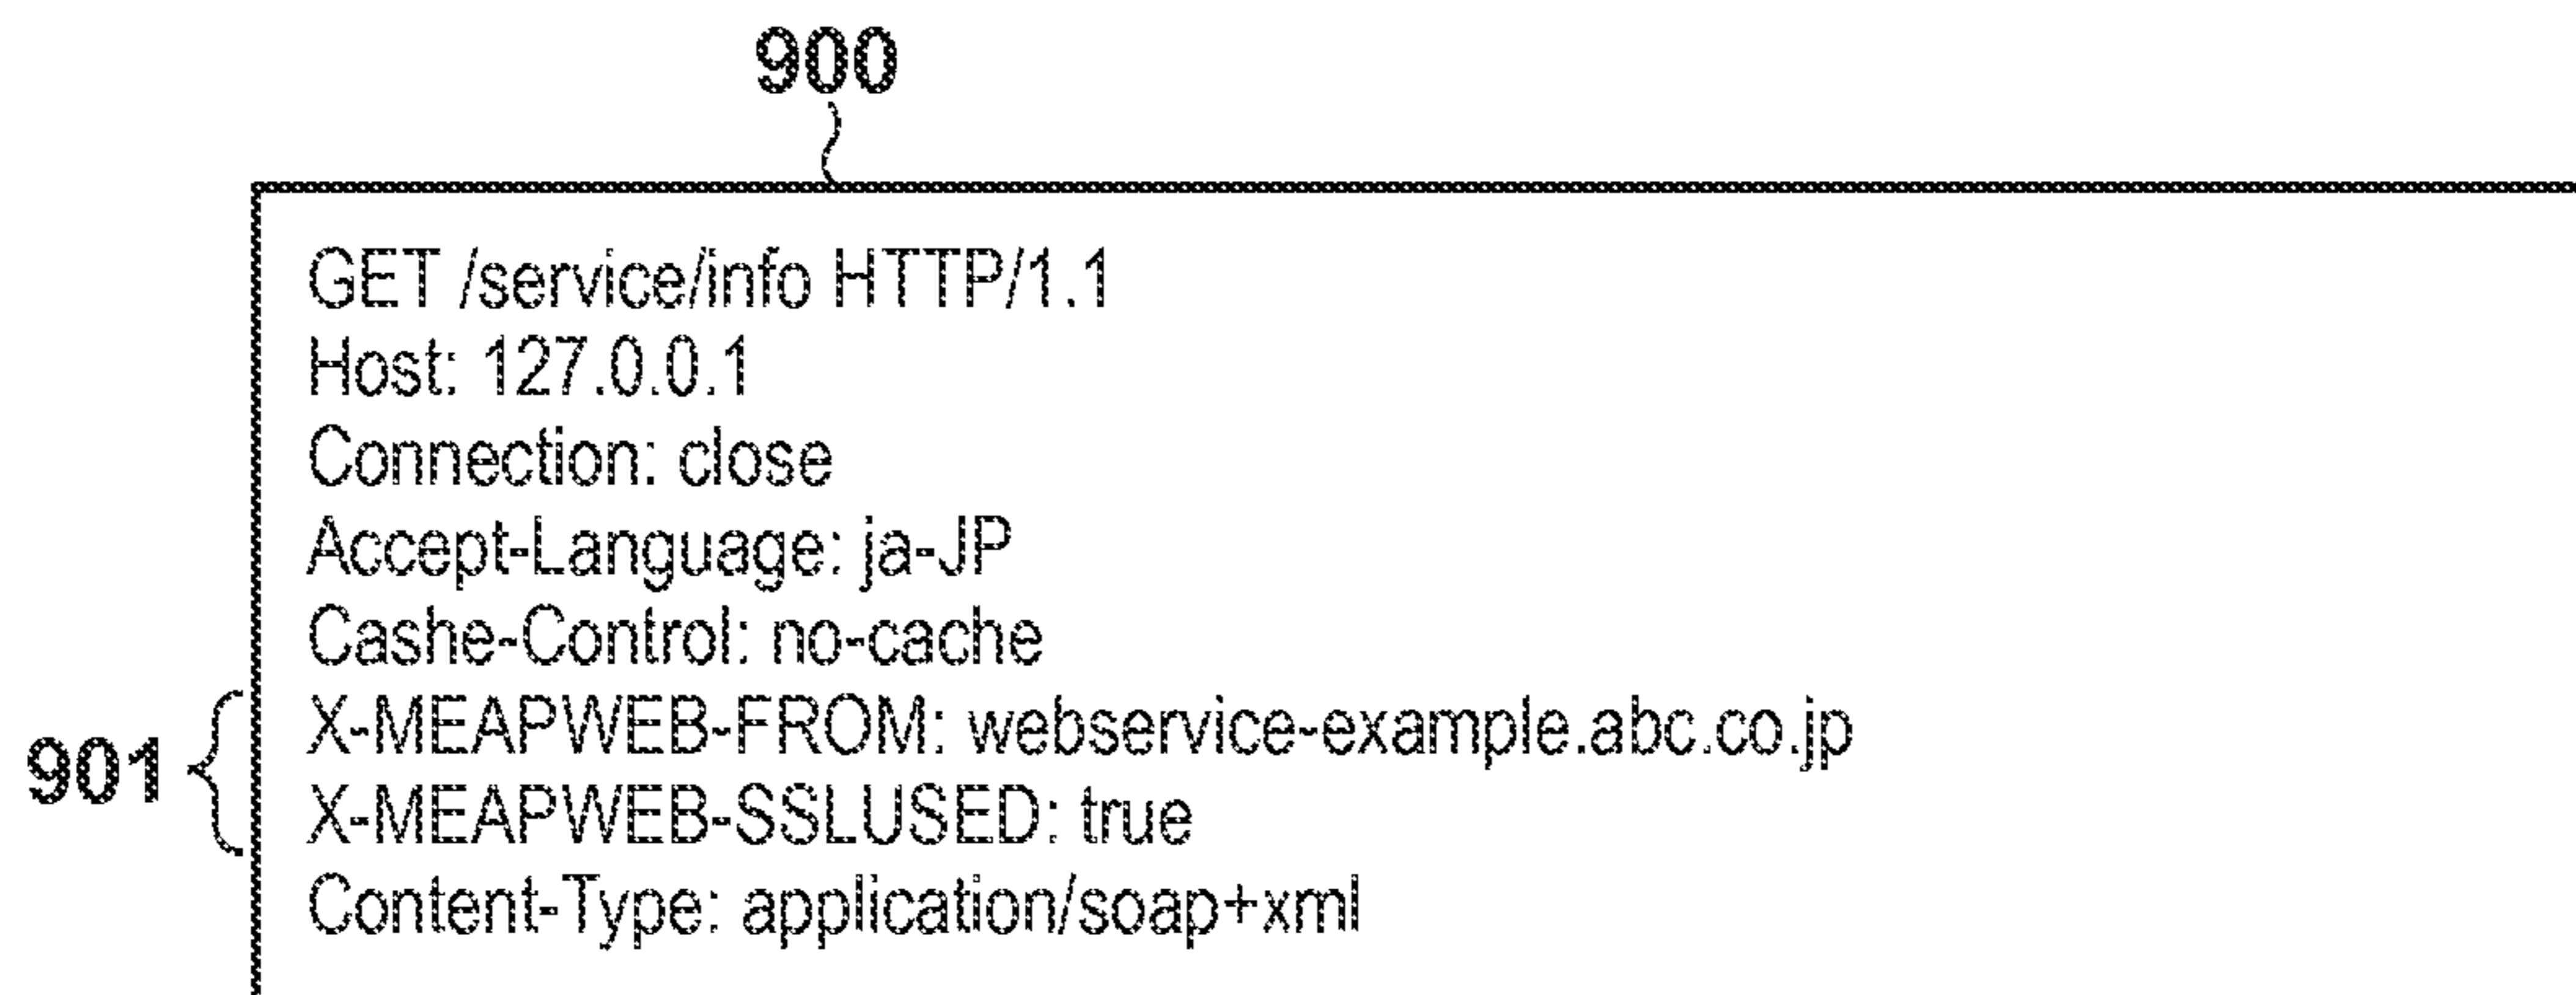 900
GET /service/info HTTP/1.1
Host: 127.0.0.1
Connection: close
Accept-Language: ja-JP
Cashe-Control: no-cache
901
X-MEAPWEB-FROM: webservice-example.abc.co.jp
X-MEAPWEB-SSLUSED: true
Content-Type: application/soap+xml